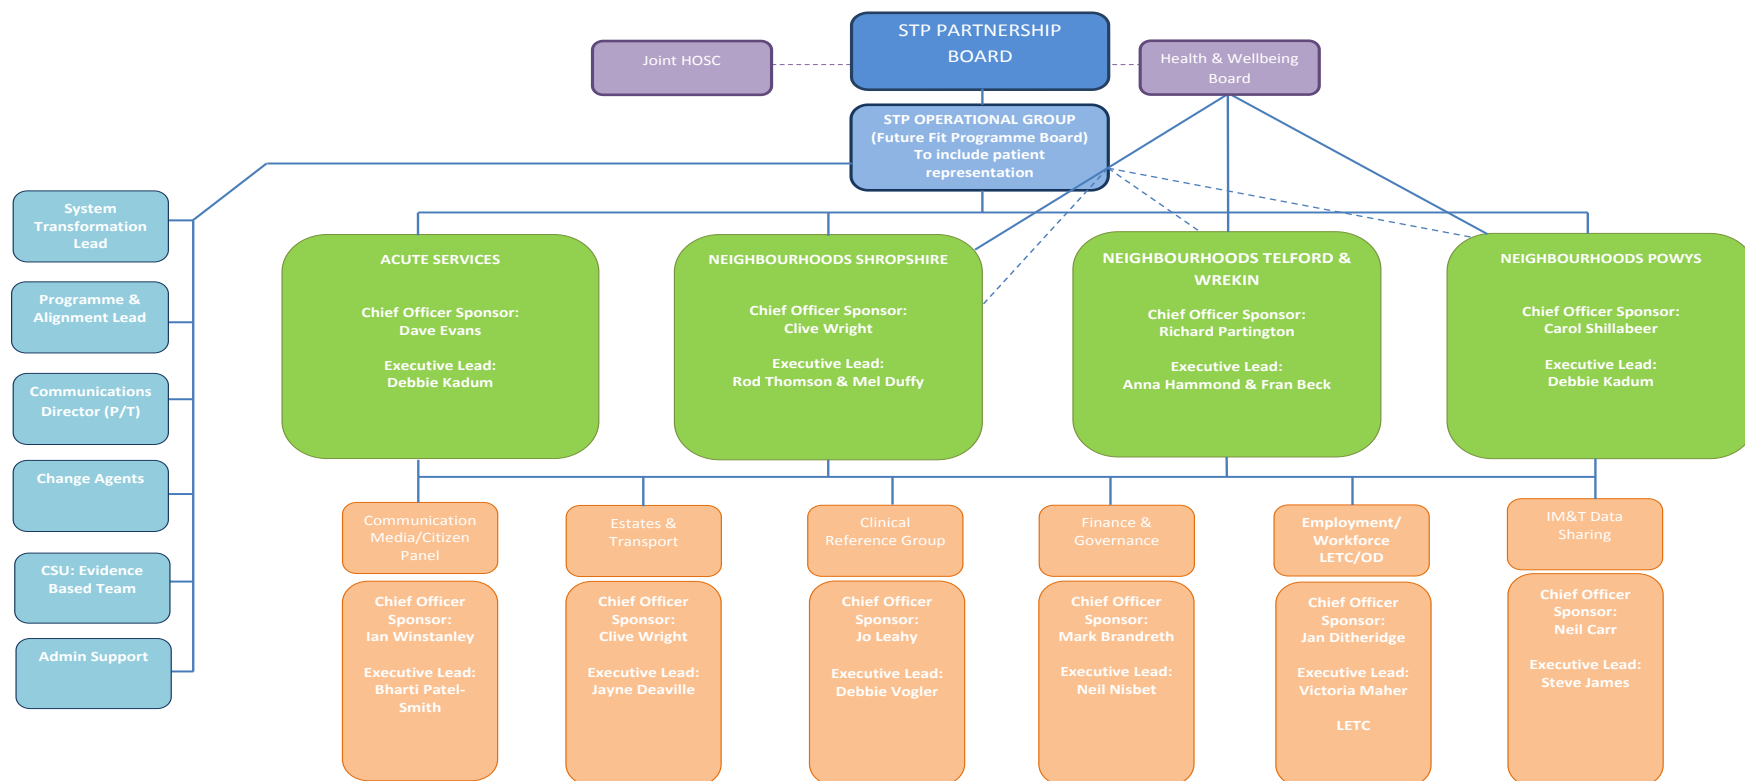 STP PARTNERSHIP
BOARD
Joint HOSC
Health & Wellbeing
Board
STP OPERATIONAL GROUP
(Future Fit Programme Board)
To include patient
representation
System
Transformation
Lead
Programme &
Alignment Lead
Communications
Director (P/T)
Change Agents
CSU: Evidence
Based Team
Admin Support
ACUTE SERVICES
Chief Officer Sponsor:
Dave Evans
Executive Lead:
Debbie Kadum
NEIGHBOURHOODS SHROPSHIRE
Chief Officer Sponsor:
Clive Wright
Executive Lead:
Rod Thomson & Mel Duffy
NEIGHBOURHOODS TELFORD &
WREKIN
Chief Officer Sponsor:
Richard Partington
Executive Lead:
Anna Hammond & Fran Beck
NEIGHBOURHOODS POWYS
Chief Officer Sponsor:
Carol Shillabeer
Executive Lead:
Debbie Kadum
Communication
Media/Citizen
Panel
Estates &
Transport
Clinical
Reference Group
Finance &
Governance
Employment/
Workforce
LETC/OD
IM&T Data
Sharing
Chief Officer
Sponsor:
Ian Winstanley
Executive Lead:
Bharti Patel-
Smith
Chief Officer
Sponsor:
Clive Wright
Executive Lead:
Jayne Deaville
Chief Officer
Sponsor:
Jo Leahy
Executive Lead:
Debbie Vogler
Chief Officer
Sponsor:
Mark Brandreth
Executive Lead:
Neil Nisbet
Chief Officer
Sponsor:
Jan Ditheridge
Executive Lead:
Victoria Maher
LETC
Chief Officer
Sponsor:
Neil Carr
Executive Lead:
Steve James